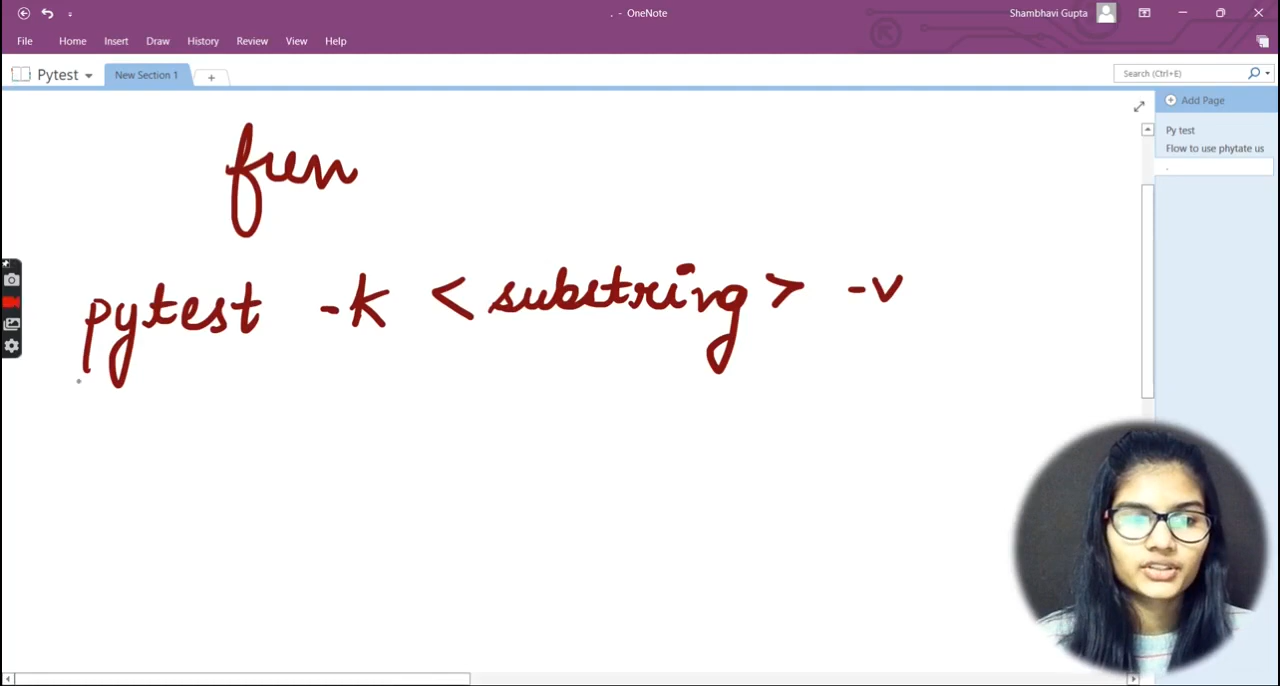 . - OneNote
Shambhavi Gupta
File Home Insert Draw History Review View Help
Pytest
New Section 1
+
Search (Ctrl+E)
Add Page
Py test
Flow to use phytate us
.
fun
pytest -k < substring > -v